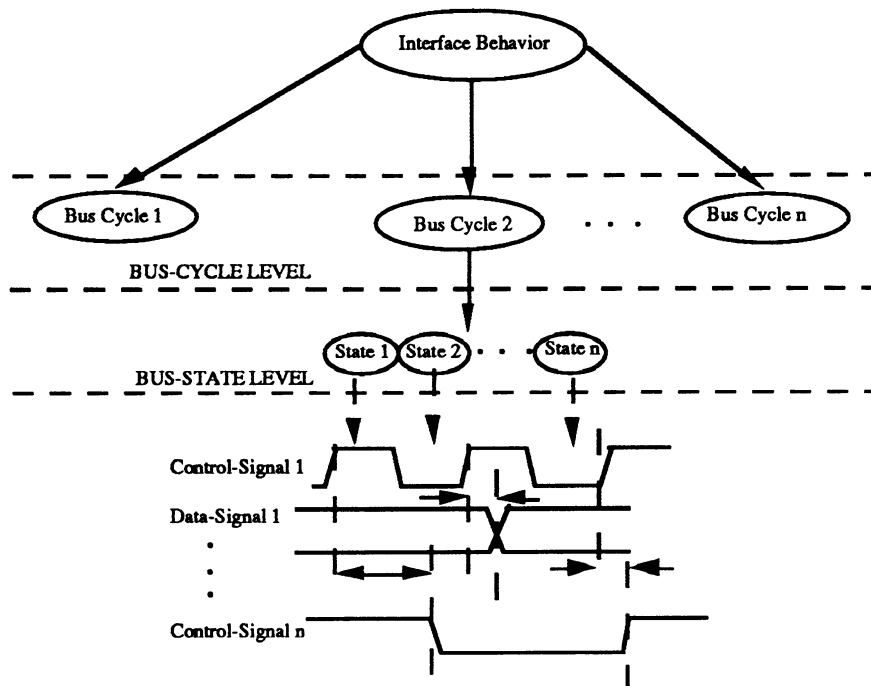 Interface Behavior
Bus Cycle 1
Bus Cycle 2
. . .
Bus Cycle n
BUS-CYCLE LEVEL
State 1
State 2
. . .
State n
BUS-STATE LEVEL
Control-Signal 1
Data-Signal 1
Control-Signal n